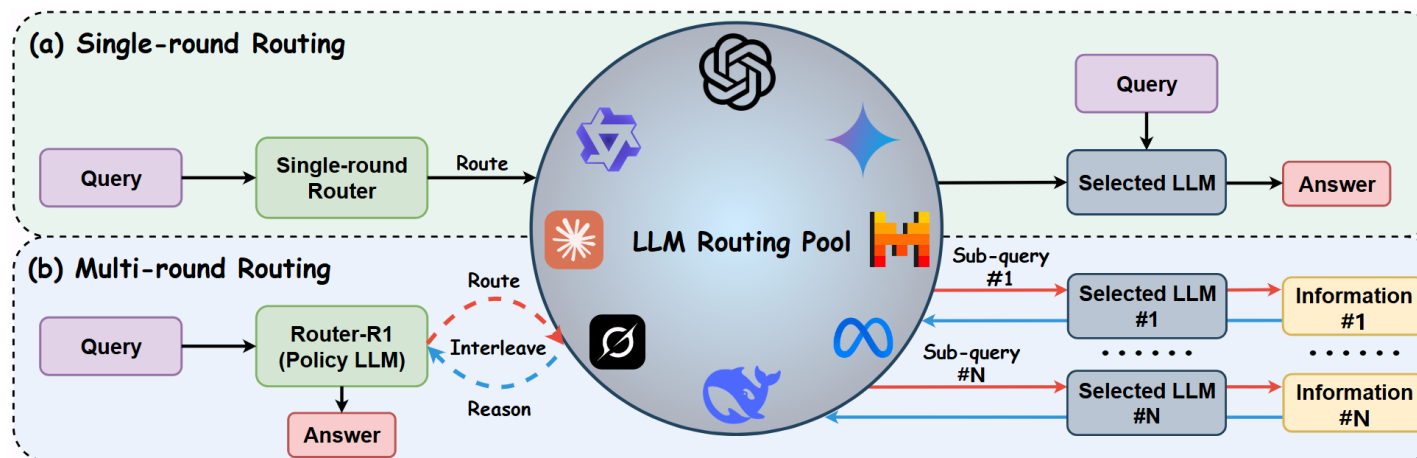 (a) Single-round Routing
Query
Single-round
Router
Route
LLM Routing Pool
Query
Selected LLM
Answer
(b) Multi-round Routing
Query
Router-R1
(Policy LLM)
Answer
Route
Interleave
Reason
Sub-query
#1
Selected LLM
#1
Information
#1
Sub-query
#N
Selected LLM
#N
Information
#N